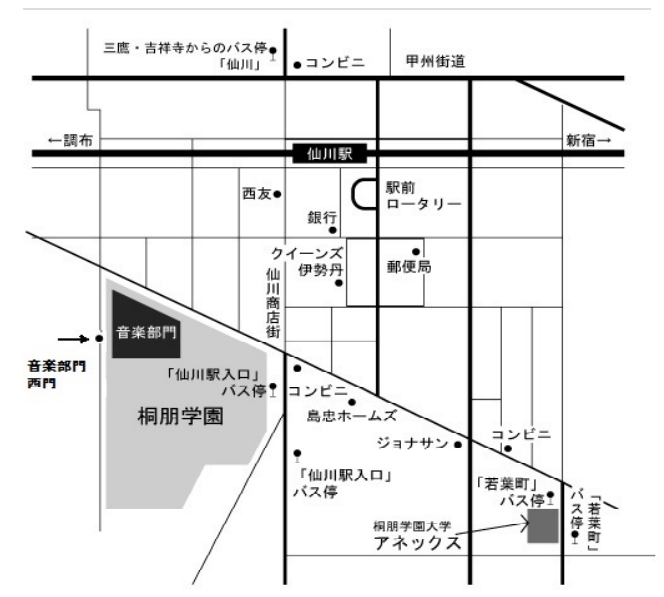 三鷹・吉祥寺からのバス停
「仙川」
コンビニ
甲州街道
←調布
仙川駅
新宿→
西友
駅前
ロータリー
銀行
クイーンズ
伊勢丹
郵便局
仙川商店街
音楽部門
音楽部門
西門
「仙川駅入口」
バス停
コンビニ
桐朋学園
島忠ホームズ
ジョナサン
コンビニ
「仙川駅入口」
バス停
「若葉町」
バス停
「若葉町」
バス停
桐朋学園大学
アネックス